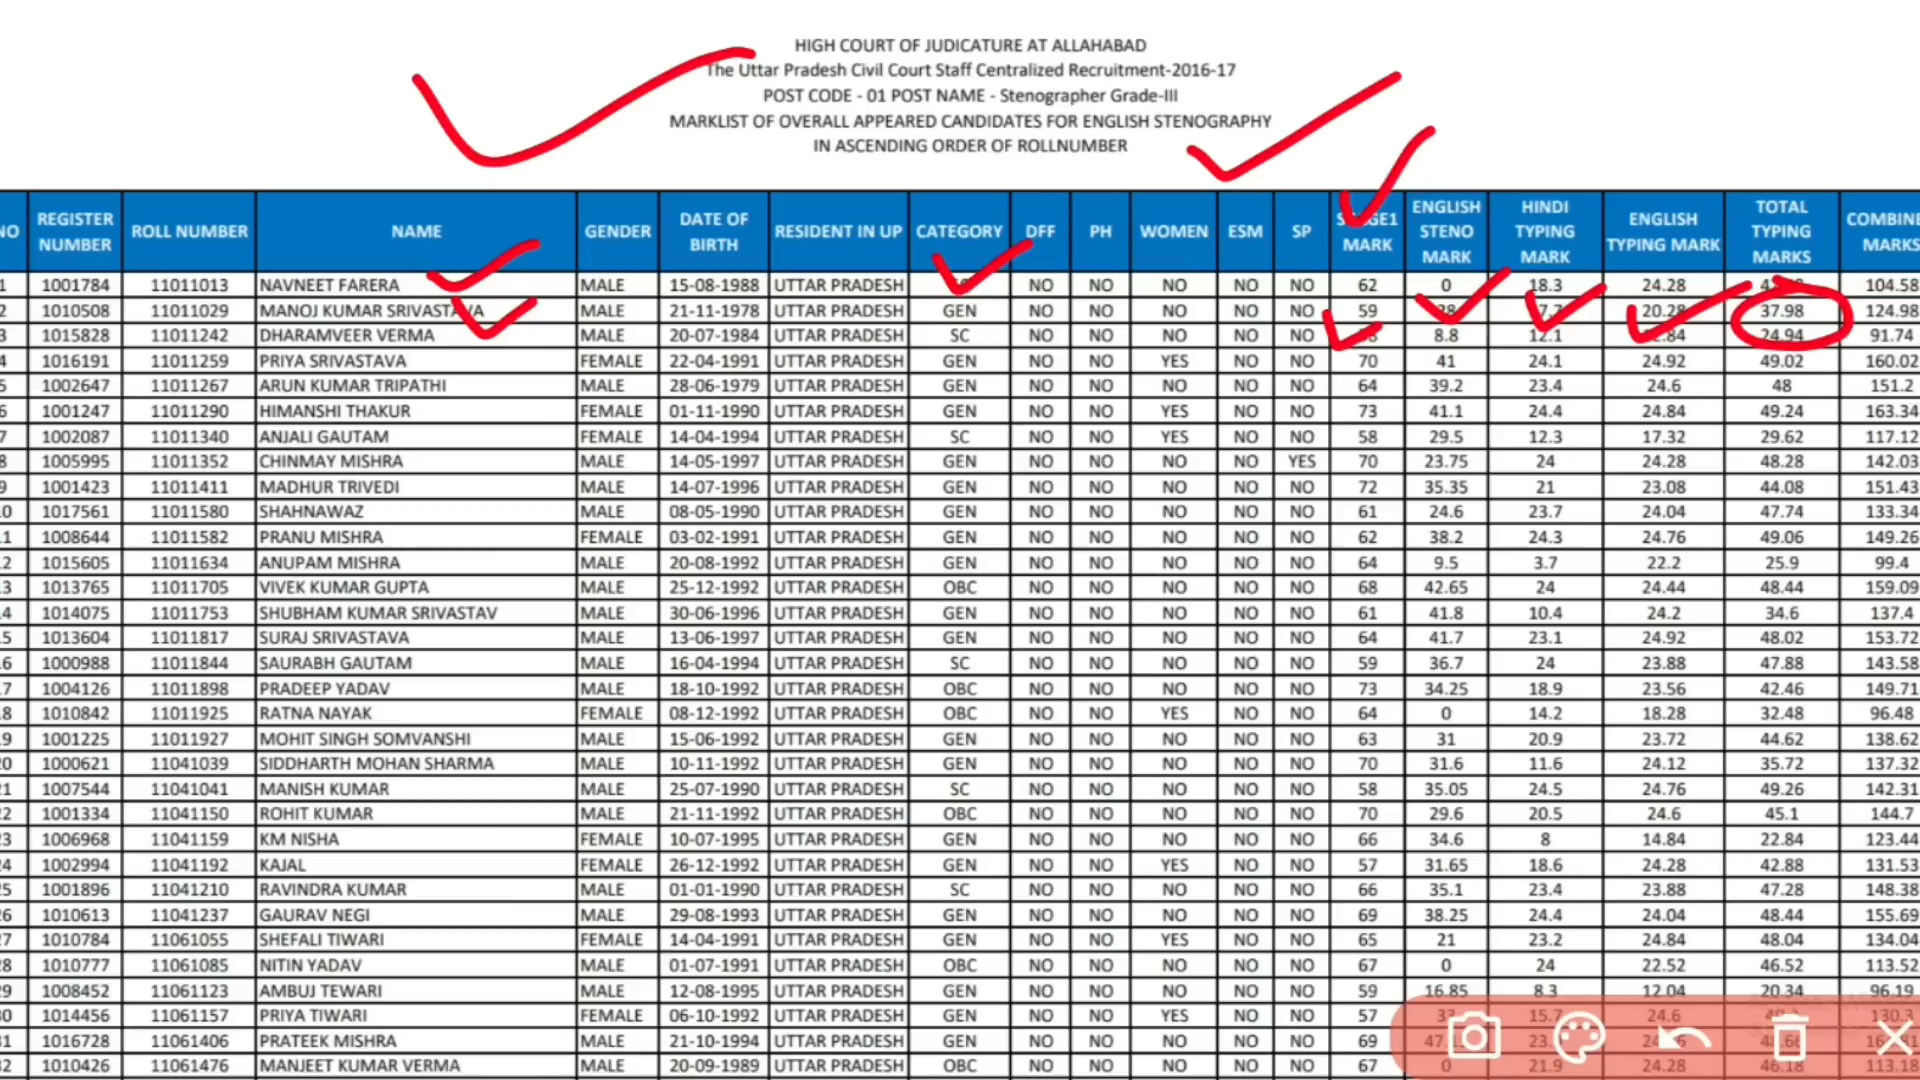 HIGH COURT OF JUDICATURE AT ALLAHABAD
The Uttar Pradesh Civil Court Staff Centralized Recruitment-2016-17
POST CODE - 01 POST NAME - Stenographer Grade-III
MARKLIST OF OVERALL APPEARED CANDIDATES FOR ENGLISH STENOGRAPHY
IN ASCENDING ORDER OF ROLLNUMBER
NO REGISTER NUMBER ROLL NUMBER NAME GENDER DATE OF BIRTH RESIDENT IN UP CATEGORY DFF PH WOMEN ESM SP MARK ENGLISH STENO MARK HINDI TYPING MARK ENGLISH TYPING MARK TOTAL TYPING MARKS COMBINE MARKS
1 1001784 11011013 NAVNEET FARERA MALE 15-08-1988 UTTAR PRADESH NO NO NO NO NO 62 0 18.3 24.28 104.58
2 1010508 11011029 MANOJ KUMAR SRIVASTAVA MALE 21-11-1978 UTTAR PRADESH GEN NO NO NO NO NO 59 20.28 37.98 124.98
3 1015828 11011242 DHARAMVEER VERMA MALE 20-07-1984 UTTAR PRADESH SC NO NO NO NO NO 8.8 12.1 24.94 91.74
4 1016191 11011259 PRIYA SRIVASTAVA FEMALE 22-04-1991 UTTAR PRADESH GEN NO NO YES NO NO 70 41 24.1 24.92 49.02 160.02
5 1002647 11011267 ARUN KUMAR TRIPATHI MALE 28-06-1979 UTTAR PRADESH GEN NO NO NO NO NO 64 39.2 23.4 24.6 48 151.2
6 1001247 11011290 HIMANSHI THAKUR FEMALE 01-11-1990 UTTAR PRADESH GEN NO NO YES NO NO 73 41.1 24.4 24.84 49.24 163.34
7 1002087 11011340 ANJALI GAUTAM FEMALE 14-04-1994 UTTAR PRADESH SC NO NO YES NO NO 58 29.5 12.3 17.32 29.62 117.12
8 1005995 11011352 CHINMAY MISHRA MALE 14-05-1997 UTTAR PRADESH GEN NO NO NO NO YES 70 23.75 24 24.28 48.28 142.03
9 1001423 11011411 MADHUR TRIVEDI MALE 14-07-1996 UTTAR PRADESH GEN NO NO NO NO NO 72 35.35 21 23.08 44.08 151.43
0 1017561 11011580 SHAHNAWAZ MALE 08-05-1990 UTTAR PRADESH GEN NO NO NO NO NO 61 24.6 23.7 24.04 47.74 133.34
1 1008644 11011582 PRANU MISHRA FEMALE 03-02-1991 UTTAR PRADESH GEN NO NO NO NO NO 62 38.2 24.3 24.76 49.06 149.26
2 1015605 11011634 ANUPAM MISHRA MALE 20-08-1992 UTTAR PRADESH GEN NO NO NO NO NO 64 9.5 3.7 22.2 25.9 99.4
3 1013765 11011705 VIVEK KUMAR GUPTA MALE 25-12-1992 UTTAR PRADESH OBC NO NO NO NO NO 68 42.65 24 24.44 48.44 159.09
4 1014075 11011753 SHUBHAM KUMAR SRIVASTAV MALE 30-06-1996 UTTAR PRADESH GEN NO NO NO NO NO 61 41.8 10.4 24.2 34.6 137.4
5 1013604 11011817 SURAJ SRIVASTAVA MALE 13-06-1997 UTTAR PRADESH GEN NO NO NO NO NO 64 41.7 23.1 24.92 48.02 153.72
6 1000988 11011844 SAURABH GAUTAM MALE 16-04-1994 UTTAR PRADESH SC NO NO NO NO NO 59 36.7 24 23.88 47.88 143.58
7 1004126 11011898 PRADEEP YADAV MALE 18-10-1992 UTTAR PRADESH OBC NO NO NO NO NO 73 34.25 18.9 23.56 42.46 149.71
8 1010842 11011925 RATNA NAYAK FEMALE 08-12-1992 UTTAR PRADESH OBC NO NO YES NO NO 64 0 14.2 18.28 32.48 96.48
9 1001225 11011927 MOHIT SINGH SOMVANSHI MALE 15-06-1992 UTTAR PRADESH GEN NO NO NO NO NO 63 31 20.9 23.72 44.62 138.62
20 1000621 11041039 SIDDHARTH MOHAN SHARMA MALE 10-11-1992 UTTAR PRADESH GEN NO NO NO NO NO 70 31.6 11.6 24.12 35.72 137.32
21 1007544 11041041 MANISH KUMAR MALE 25-07-1990 UTTAR PRADESH SC NO NO NO NO NO 58 35.05 24.5 24.76 49.26 142.31
22 1001334 11041150 ROHIT KUMAR MALE 21-11-1992 UTTAR PRADESH OBC NO NO NO NO NO 70 29.6 20.5 24.6 45.1 144.7
23 1006968 11041159 KM NISHA FEMALE 10-07-1995 UTTAR PRADESH GEN NO NO NO NO NO 66 34.6 8 14.84 22.84 123.44
24 1002994 11041192 KAJAL FEMALE 26-12-1992 UTTAR PRADESH GEN NO NO YES NO NO 57 31.65 18.6 24.28 42.88 131.53
25 1001896 11041210 RAVINDRA KUMAR MALE 01-01-1990 UTTAR PRADESH SC NO NO NO NO NO 66 35.1 23.4 23.88 47.28 148.38
26 1010613 11041237 GAURAV NEGI MALE 29-08-1993 UTTAR PRADESH GEN NO NO NO NO NO 69 38.25 24.4 24.04 48.44 155.69
27 1010784 11061055 SHEFALI TIWARI FEMALE 14-04-1991 UTTAR PRADESH GEN NO NO YES NO NO 65 21 23.2 24.84 48.04 134.04
28 1010777 11061085 NITIN YADAV MALE 01-07-1991 UTTAR PRADESH OBC NO NO NO NO NO 67 0 24 22.52 46.52 113.52
29 1008452 11061123 AMBUJ TEWARI MALE 12-08-1995 UTTAR PRADESH GEN NO NO NO NO NO 59 16.85 8.3 12.04 20.34 96.19
30 1014456 11061157 PRIYA TIWARI FEMALE 06-10-1992 UTTAR PRADESH GEN NO NO YES NO NO 57 33 15.7 24.6 130.3
31 1016728 11061406 PRATEEK MISHRA MALE 21-10-1994 UTTAR PRADESH GEN NO NO NO NO NO 69
32 1010426 11061476 MANJEET KUMAR VERMA MALE 20-09-1989 UTTAR PRADESH OBC NO NO NO NO NO 67 0 21.9 24.28 46.18 113.18